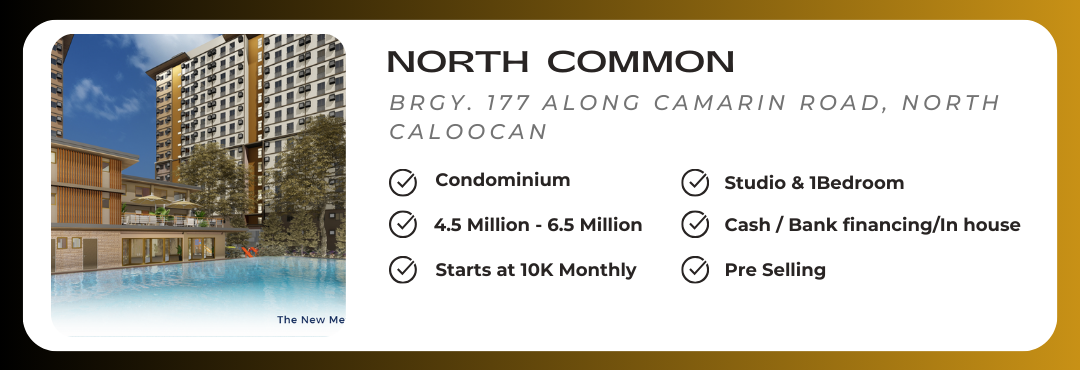 NORTH COMMON
BRGY. 177 ALONG CAMARIN ROAD, NORTH
CALOOCAN
Condominium
4.5 Million - 6.5 Million
Starts at 10K Monthly
Studio & 1Bedroom
Cash / Bank financing/In house
Pre Selling
The New Me